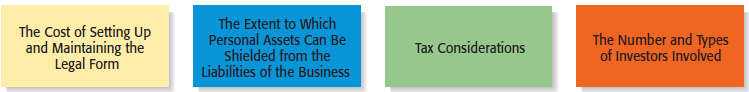 The Cost of Setting Up
and Maintaining the
Legal Form
The Extent to Which
Personal Assets Can Be
Shielded from the
Liabilities of the Business
Tax Considerations
The Number and Types
of Investors Involved